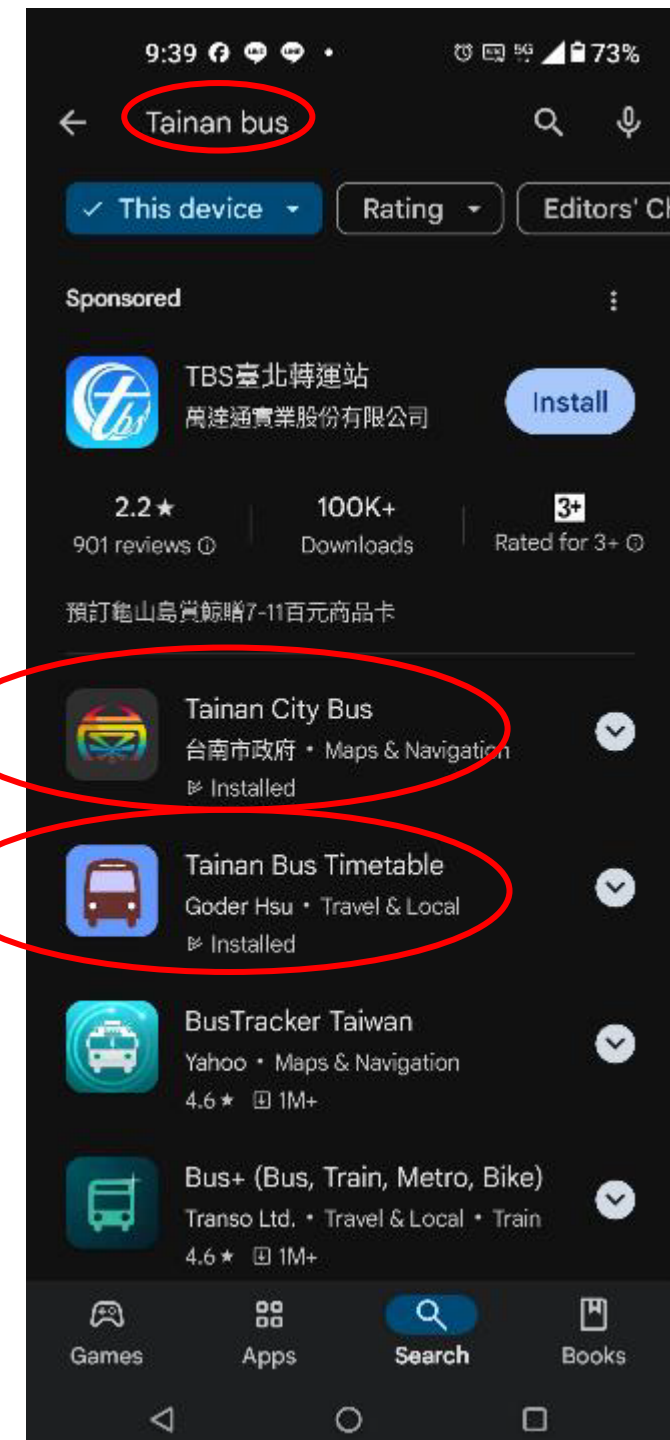 9:39 73%
Tainan bus
This device Rating Editors' Ch
Sponsored
tbs
TBS臺北轉運站
萬達通實業股份有限公司
Install
2.2★ 100K+ 3+
901 reviews Downloads Rated for 3+
預訂龜山島賞鯨贈7-11百元商品卡
Tainan City Bus
台南市政府 • Maps & Navigation
Installed
Tainan Bus Timetable
Goder Hsu • Travel & Local
Installed
BusTracker Taiwan
Yahoo • Maps & Navigation
4.6★ 1M+
Bus+ (Bus, Train, Metro, Bike)
Transo Ltd. • Travel & Local • Train
4.6★ 1M+
Games Apps Search Books